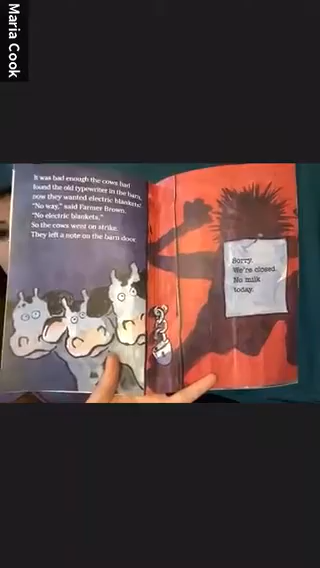 Maria Cook
It was bad enough the cows had
found the old typewriter in the barn,
now they wanted electric blankets!
"No way," said Farmer Brown.
"No electric blankets."
So the cows went on strike.
They left a note on the barn door.
Sorry.
We're closed.
No milk
today.